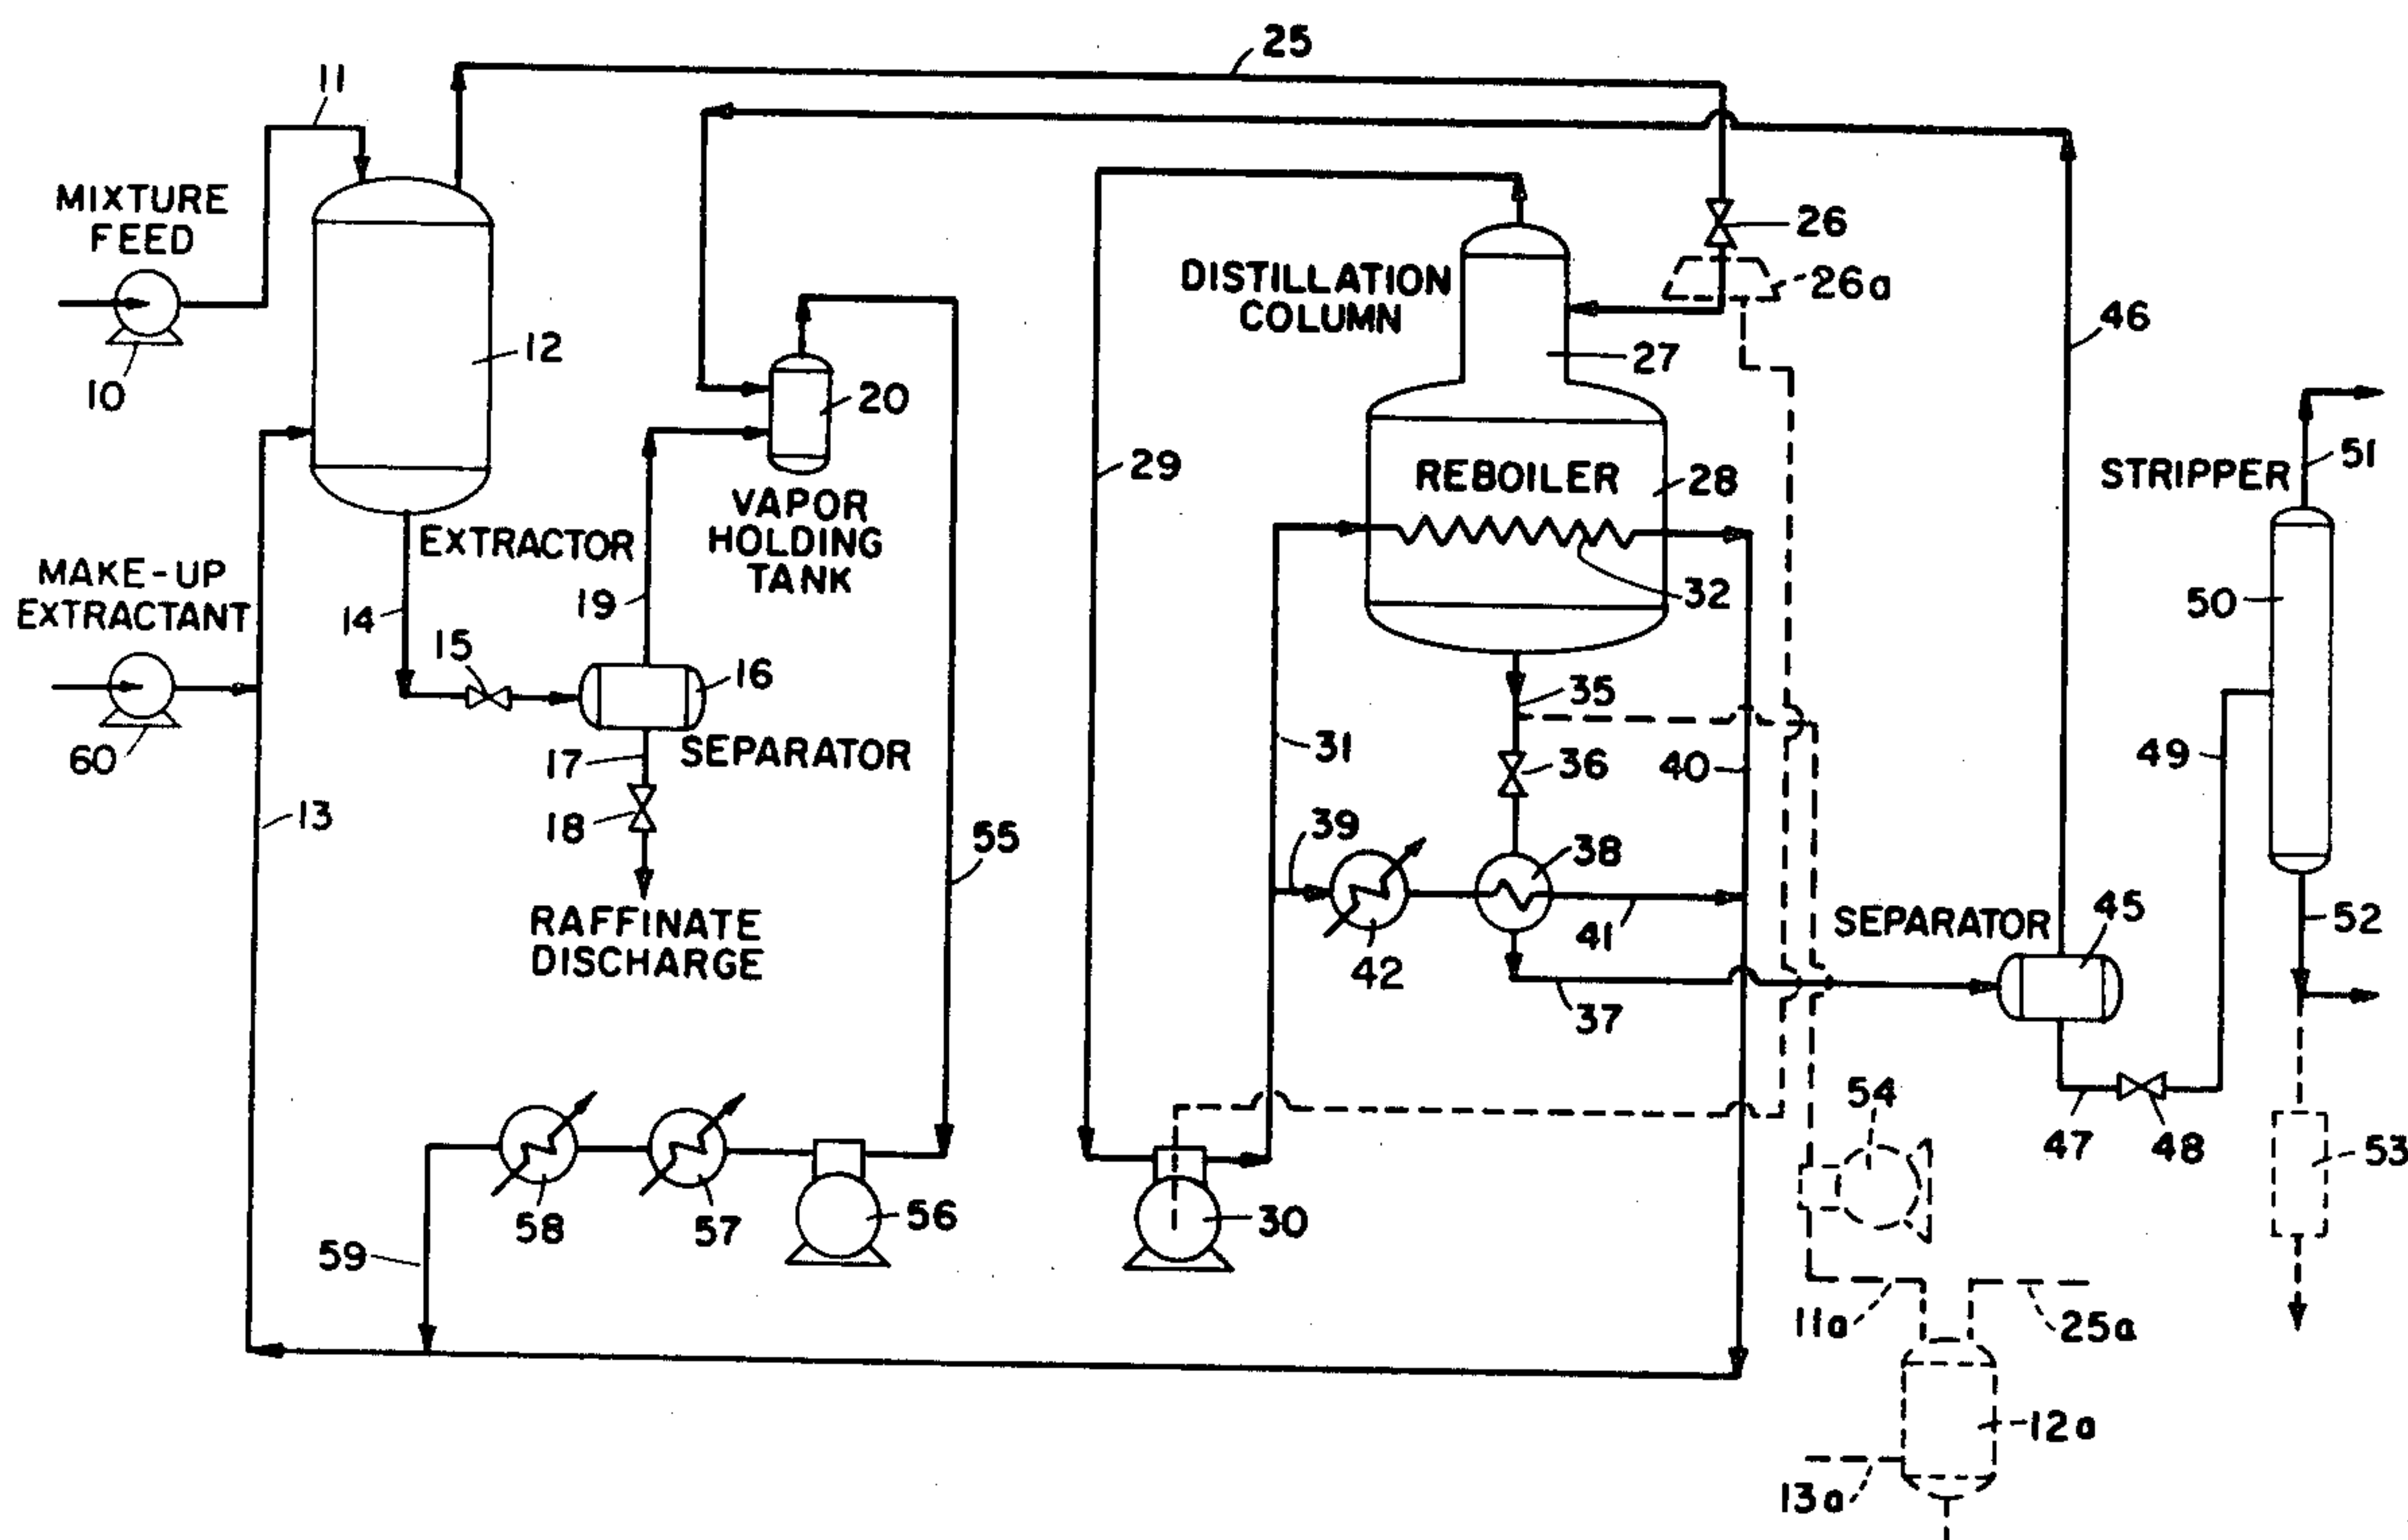 25
11
MIXTURE
FEED
10
12
26
26a
DISTILLATION
COLUMN
27
46
20
VAPOR
HOLDING
TANK
29
REBOILER
28
32
STRIPPER
51
50
EXTRACTOR
MAKE-UP
EXTRACTANT
60
14
15
19
16
SEPARATOR
17
18
RAFFINATE
DISCHARGE
13
55
31
35
36
40
39
38
42
41
37
49
SEPARATOR
45
52
47
48
53
54
59
58
57
56
30
11a
25a
12a
13a